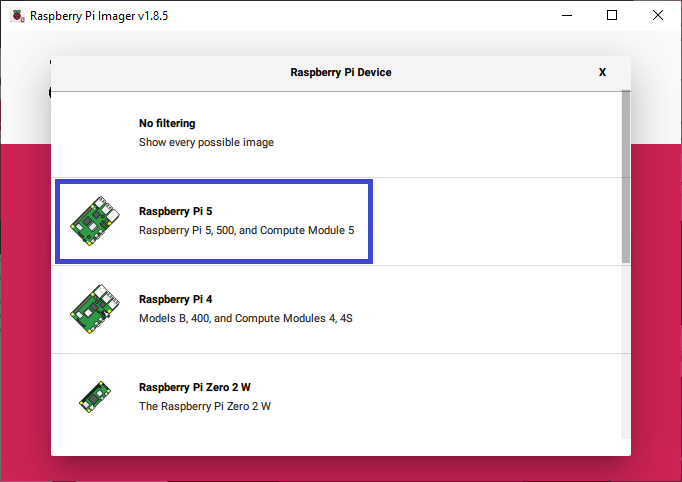 Raspberry Pi Imager v1.8.5
Raspberry Pi Device
X
No filtering
Show every possible image
Raspberry Pi 5
Raspberry Pi 5, 500, and Compute Module 5
Raspberry Pi 4
Models B, 400, and Compute Modules 4, 4S
Raspberry Pi Zero 2 W
The Raspberry Pi Zero 2 W